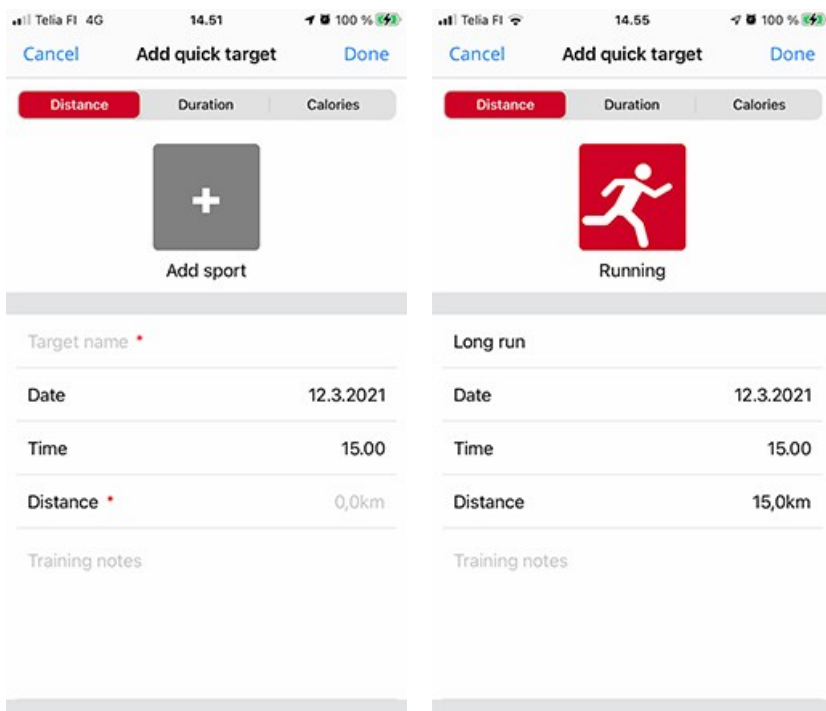 Telia FI 4G 14.51 100 %
Cancel Add quick target Done
Distance Duration Calories
+
Add sport
Target name *
Date 12.3.2021
Time 15.00
Distance * 0,0km
Training notes
Telia FI 14.55 100 %
Cancel Add quick target Done
Distance Duration Calories
Running
Long run
Date 12.3.2021
Time 15.00
Distance 15,0km
Training notes